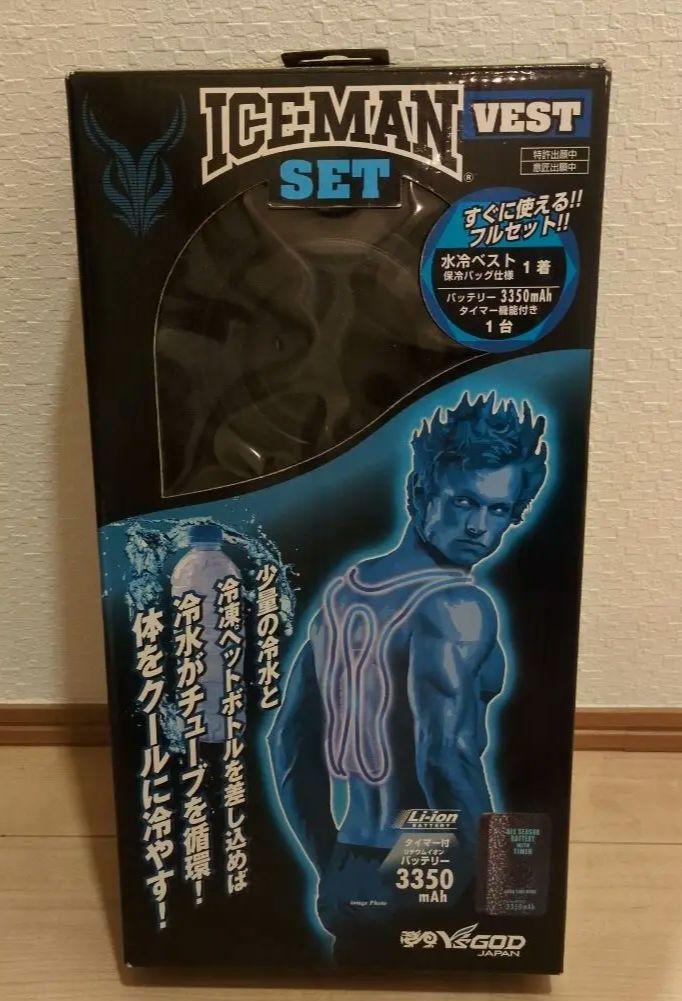 ICEMAN VEST
SET
®
特許出願中
意匠出願中
すぐに使える!!
フルセット!!
水冷ベスト
保冷バッグ仕様
1着
バッテリー 3350mAh
タイマー機能付き
1台
少量の冷水と
冷凍ペットボトルを差し込めば
冷水がチューブを循環!
体をクールに冷やす!
Li-ion
BATTERY
タイマー付
リチウムイオン
バッテリー
3350
mAh
Image Photo
BATTERY
WITH
TIMER
3350mAh
Y'sGOD
JAPAN